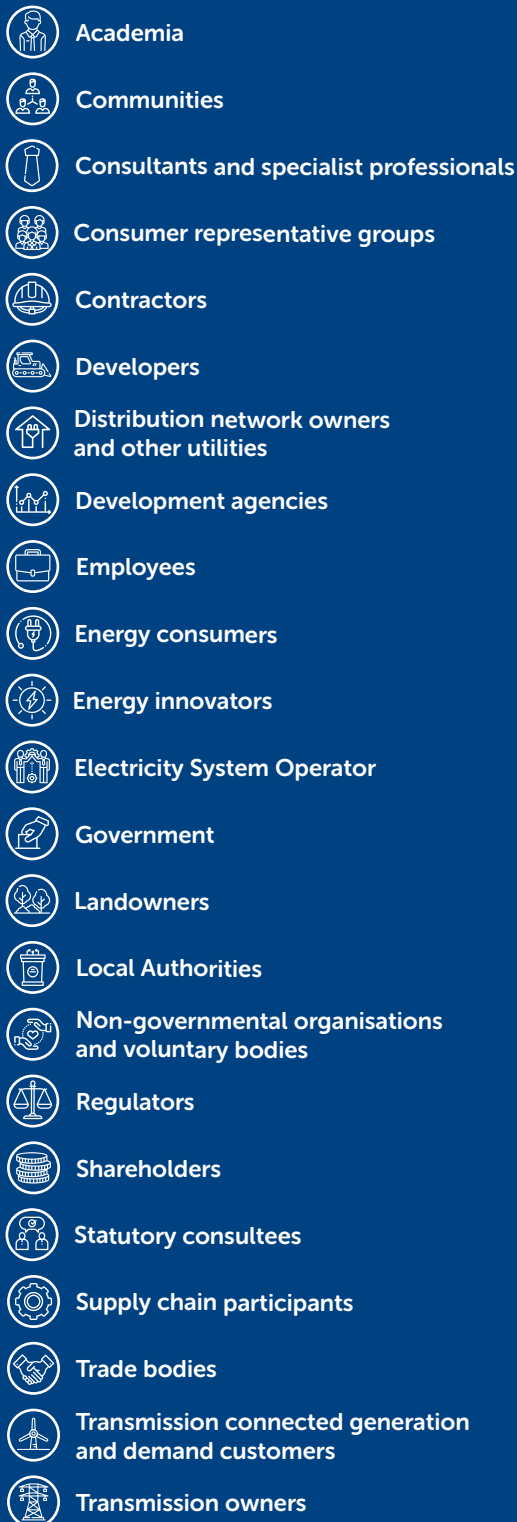 Academia
Communities
Consultants and specialist professionals
Consumer representative groups
Contractors
Developers
Distribution network owners
and other utilities
Development agencies
Employees
Energy consumers
Energy innovators
Electricity System Operator
Government
Landowners
Local Authorities
Non-governmental organisations
and voluntary bodies
Regulators
Shareholders
Statutory consultees
Supply chain participants
Trade bodies
Transmission connected generation
and demand customers
Transmission owners